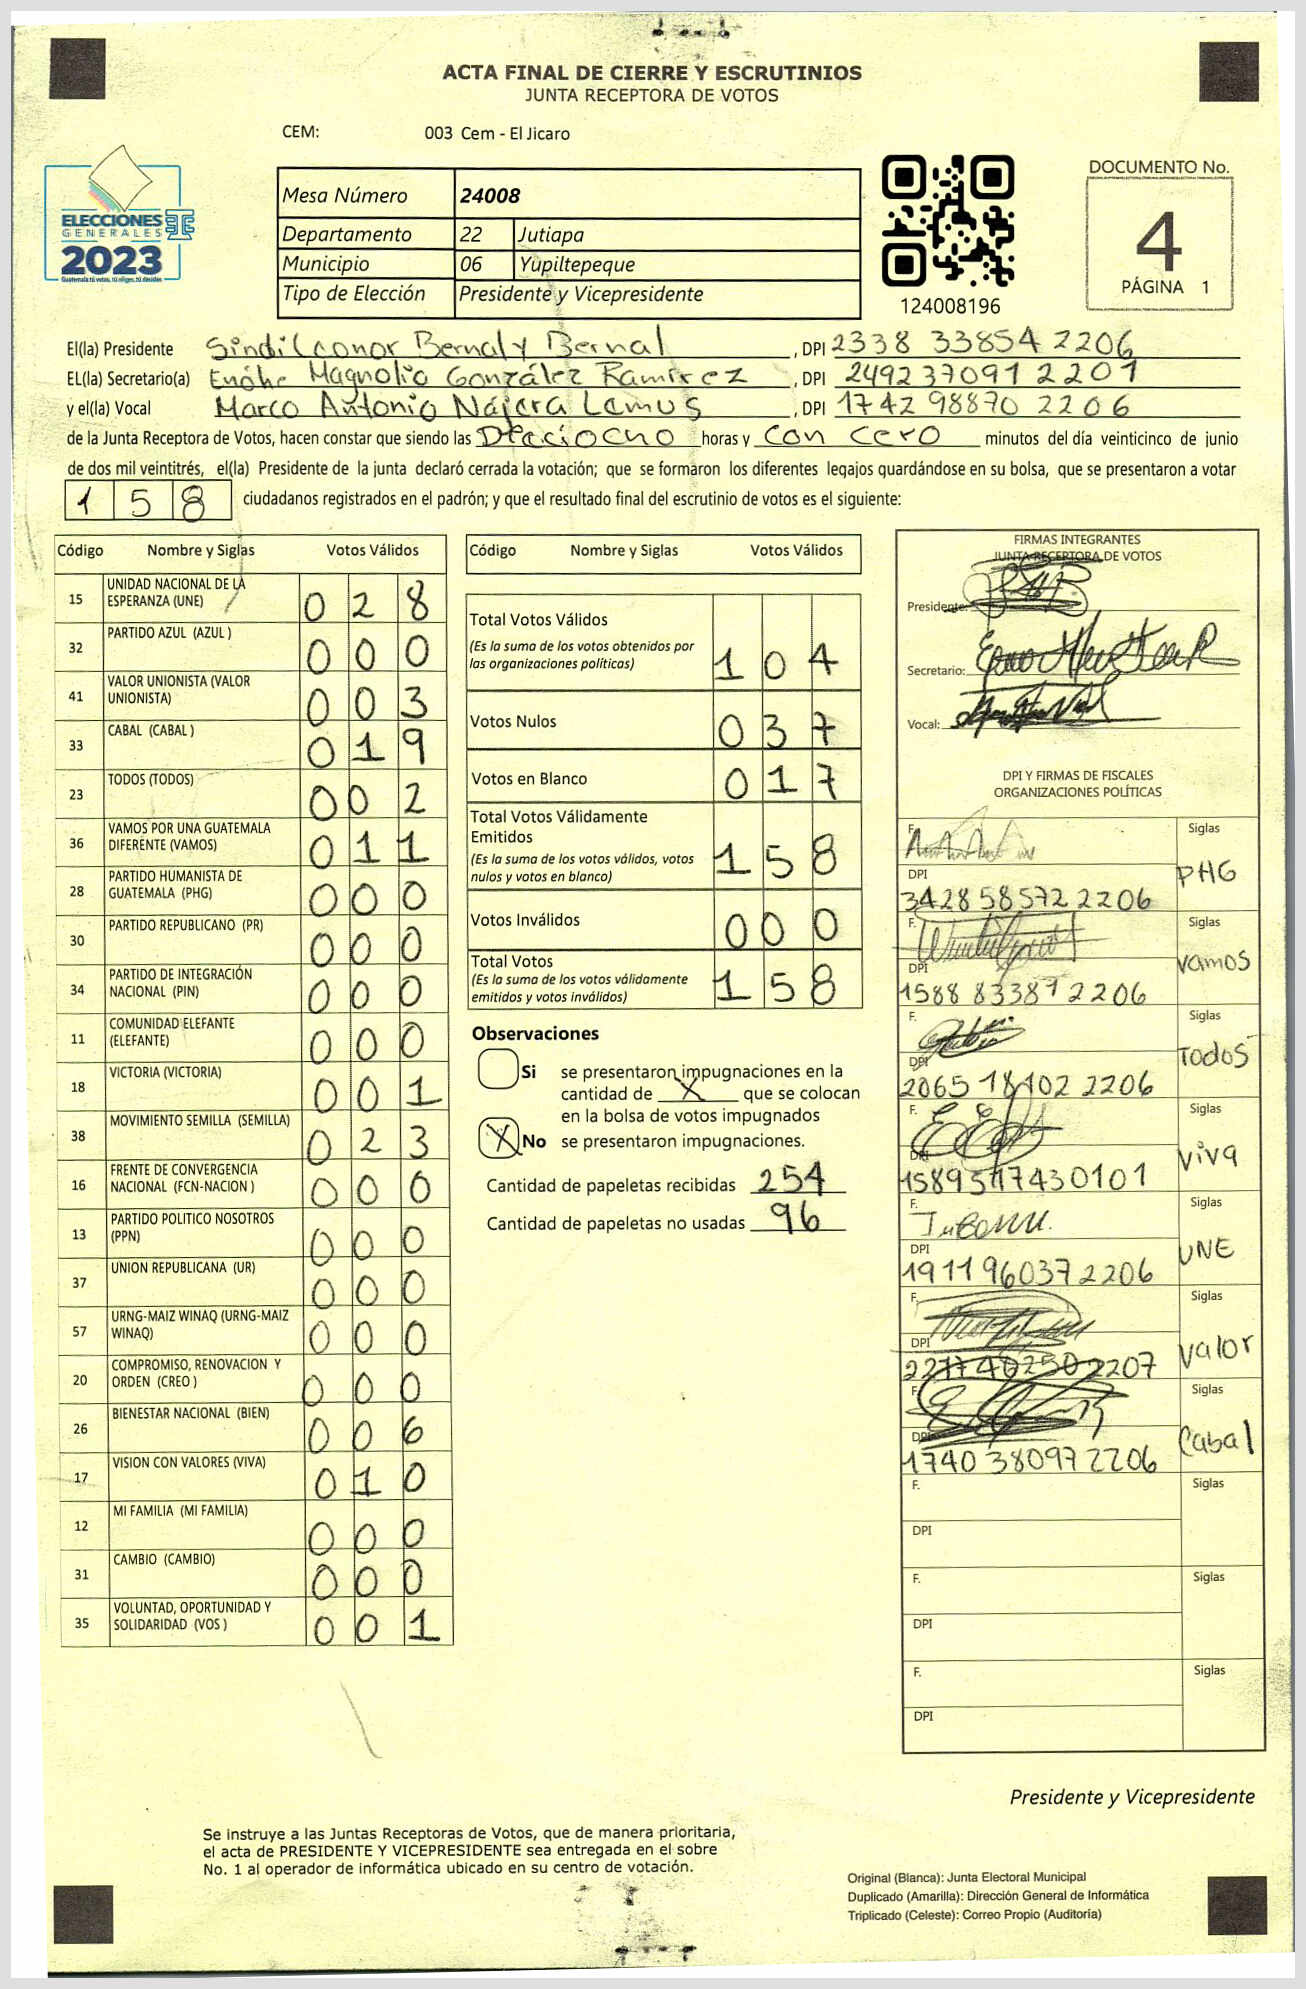 ACTA FINAL DE CIERRE Y ESCRUTINIOS
JUNTA RECEPTORA DE VOTOS
CEM: 003 Cem - El Jicaro
ELECCIONES
GENERALES
2023
Guatemala tú votas, tú eliges, tú decides
Mesa Número 24008
Departamento 22 Jutiapa
Municipio 06 Yupiltepeque
Tipo de Elección Presidente y Vicepresidente
124008196
DOCUMENTO No.
4
PÁGINA 1
El(la) Presidente Bernal y Bernal , DPI 2338 33854 2206
EL(la) Secretario(a) Magnolio González Ramirez , DPI 2492 37091 2201
y el(la) Vocal Marco Antonio Nájera Lemus , DPI 1742 98870 2206
de la Junta Receptora de Votos, hacen constar que siendo las Dieciocho horas y con cero minutos del día veinticinco de junio
de dos mil veintitrés, el(la) Presidente de la junta declaró cerrada la votación; que se formaron los diferentes legajos quardándose en su bolsa, que se presentaron a votar
1 5 8 ciudadanos registrados en el padrón; y que el resultado final del escrutinio de votos es el siguiente:
Código Nombre y Siglas Votos Válidos
15 UNIDAD NACIONAL DE LA ESPERANZA (UNE) 0 2 8
32 PARTIDO AZUL (AZUL ) 0 0 0
41 VALOR UNIONISTA (VALOR UNIONISTA) 0 0 3
33 CABAL (CABAL ) 0 1 9
23 TODOS (TODOS) 0 0 2
36 VAMOS POR UNA GUATEMALA DIFERENTE (VAMOS) 0 1 1
28 PARTIDO HUMANISTA DE GUATEMALA (PHG) 0 0 0
30 PARTIDO REPUBLICANO (PR) 0 0 0
34 PARTIDO DE INTEGRACIÓN NACIONAL (PIN) 0 0 0
11 COMUNIDAD ELEFANTE (ELEFANTE) 0 0 0
18 VICTORIA (VICTORIA) 0 0 1
38 MOVIMIENTO SEMILLA (SEMILLA) 0 2 3
16 FRENTE DE CONVERGENCIA NACIONAL (FCN-NACION ) 0 0 0
13 PARTIDO POLITICO NOSOTROS (PPN) 0 0 0
37 UNION REPUBLICANA (UR) 0 0 0
57 URNG-MAIZ WINAQ (URNG-MAIZ WINAQ) 0 0 0
20 COMPROMISO, RENOVACION Y ORDEN (CREO ) 0 0 0
26 BIENESTAR NACIONAL (BIEN) 0 0 6
17 VISION CON VALORES (VIVA) 0 1 0
12 MI FAMILIA (MI FAMILIA) 0 0 0
31 CAMBIO (CAMBIO) 0 0 0
35 VOLUNTAD, OPORTUNIDAD Y SOLIDARIDAD (VOS ) 0 0 1
Código Nombre y Siglas Votos Válidos
Total Votos Válidos
(Es la suma de los votos obtenidos por
las organizaciones políticas) 1 0 4
Votos Nulos 0 3 7
Votos en Blanco 0 1 7
Total Votos Válidamente
Emitidos
(Es la suma de los votos válidos, votos
nulos y votos en blanco) 1 5 8
Votos Inválidos 0 0 0
Total Votos
(Es la suma de los votos válidamente
emitidos y votos inválidos) 1 5 8
Observaciones
Si se presentaron impugnaciones en la
cantidad de X que se colocan
en la bolsa de votos impugnados
X No se presentaron impugnaciones.
Cantidad de papeletas recibidas 254
Cantidad de papeletas no usadas 96
FIRMAS INTEGRANTES
JUNTA RECEPTORA DE VOTOS
Presidente:
Secretario:
Vocal:
DPI Y FIRMAS DE FISCALES
ORGANIZACIONES POLÍTICAS
F. Siglas
PHG
DPI
3428 58572 2206
F. Siglas
vamos
DPI
1588 83387 2206
F. Siglas
Todos
DPI
2065 18102 2206
F. Siglas
viva
DPI
1589517430101
F. Siglas
UNE
DPI
1911 96037 2206
F. Siglas
valor
DPI
2217 40250 2207
F. Siglas
Cabal
DPI
1740 38097 2206
F. Siglas
DPI
F. Siglas
DPI
F. Siglas
DPI
Presidente y Vicepresidente
Se instruye a las Juntas Receptoras de Votos, que de manera prioritaria,
el acta de PRESIDENTE Y VICEPRESIDENTE sea entregada en el sobre
No. 1 al operador de informática ubicado en su centro de votación.
Original (Blanca): Junta Electoral Municipal
Duplicado (Amarilla): Dirección General de Informática
Triplicado (Celeste): Correo Propio (Auditoría)